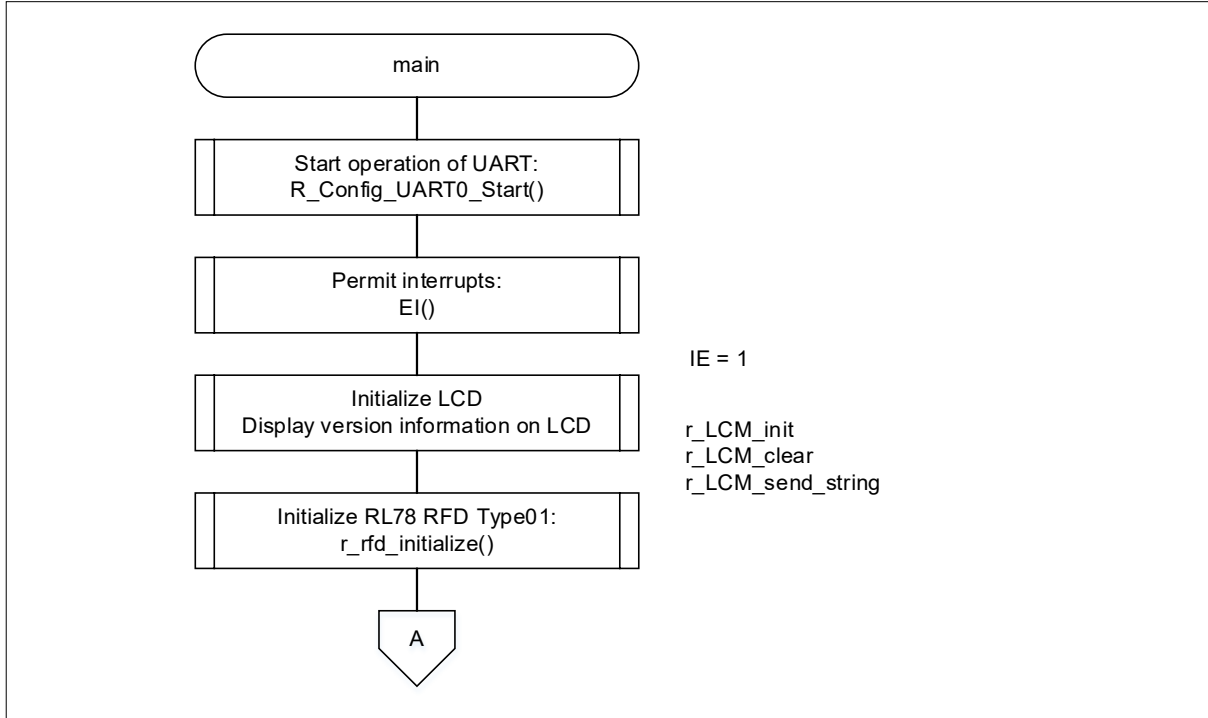 main
Start operation of UART:
R_Config_UART0_Start()
Permit interrupts:
EI()
IE = 1
Initialize LCD
Display version information on LCD
r_LCM_init
r_LCM_clear
r_LCM_send_string
Initialize RL78 RFD Type01:
r_rfd_initialize()
A